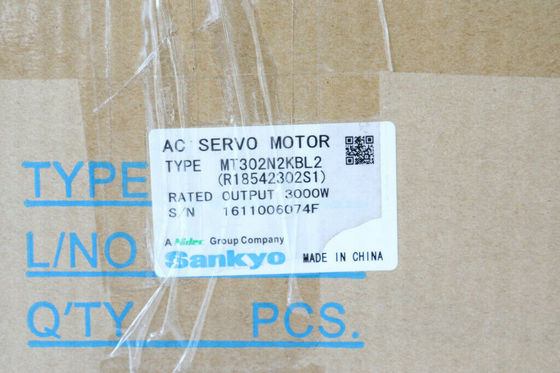 AC SERVO MOTOR
TYPE MT302N2KBL2
(R18542302S1)
RATED OUTPUT 3000W
S/N 1611006074F
A Nidec Group Company
Sankyo MADE IN CHINA
TYPE
L/NO
Q'TY PCS.